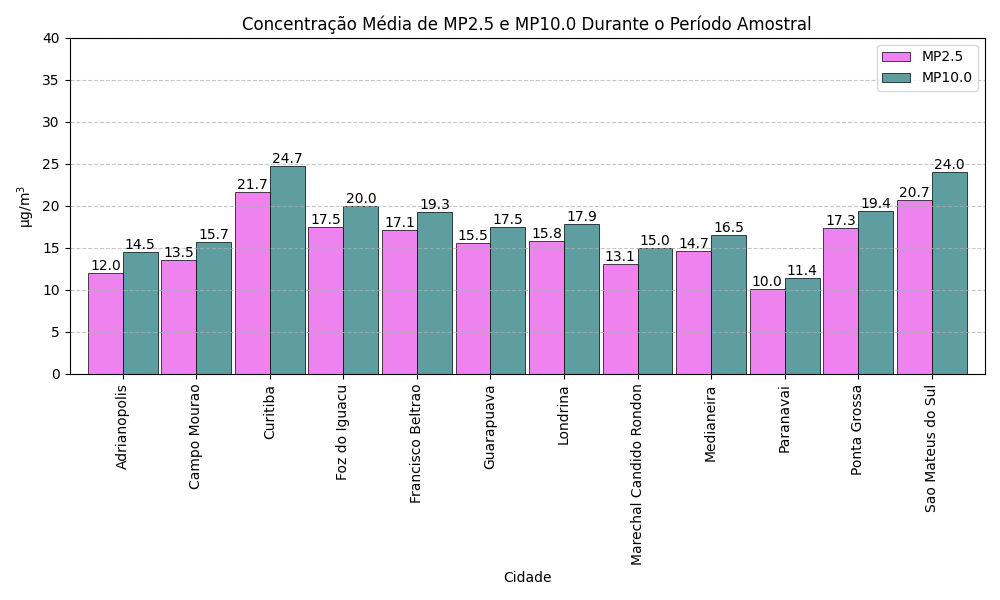 Concentração Média de MP2.5 e MP10.0 Durante o Período Amostral
MP2.5
MP10.0
µg/m³
40
35
30
25
20
15
10
5
0
12.0 14.5 13.5 15.7 21.7 24.7 17.5 20.0 17.1 19.3 15.5 17.5 15.8 17.9 13.1 15.0 14.7 16.5 10.0 11.4 17.3 19.4 20.7 24.0
Adrianopolis
Campo Mourao
Curitiba
Foz do Iguacu
Francisco Beltrao
Guarapuava
Londrina
Marechal Candido Rondon
Medianeira
Paranavai
Ponta Grossa
Sao Mateus do Sul
Cidade